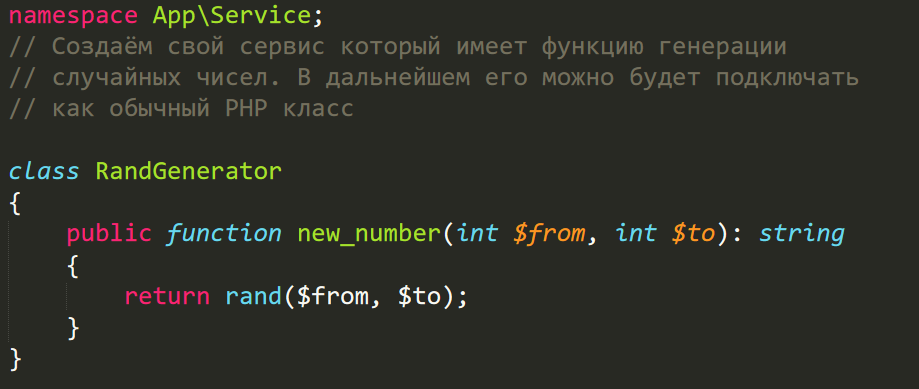 namespace App\Service;
// Создаём свой сервис который имеет функцию генерации
// случайных чисел. В дальнейшем его можно будет подключать
// как обычный PHP класс
class RandGenerator
{
public function new_number(int $from, int $to): string
{
return rand($from, $to);
}
}